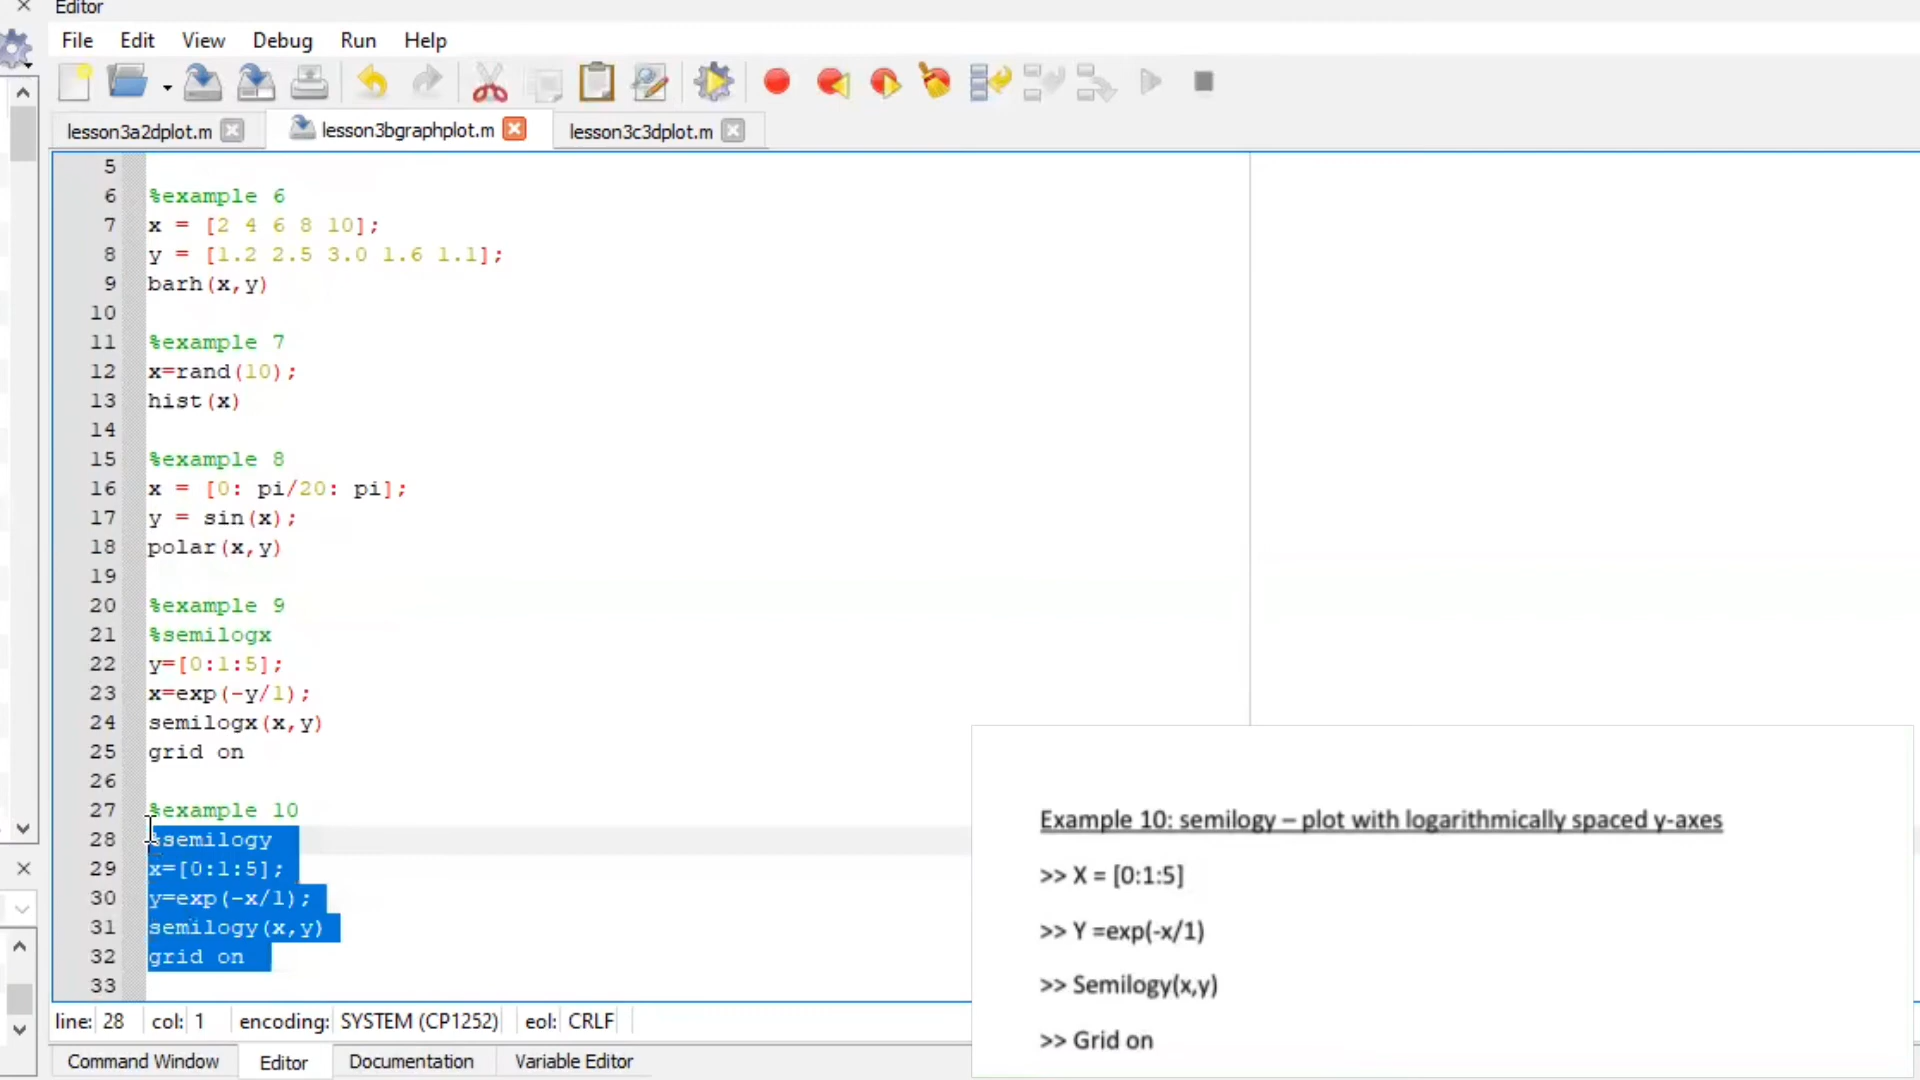 Editor
File Edit View Debug Run Help
lesson3a2dplot.m lesson3bgraphplot.m lesson3c3dplot.m
5
6 %example 6
7 x = [2 4 6 8 10];
8 y = [1.2 2.5 3.0 1.6 1.1];
9 barh(x,y)
10
11 %example 7
12 x=rand(10);
13 hist(x)
14
15 %example 8
16 x = [0: pi/20: pi];
17 y = sin(x);
18 polar(x,y)
19
20 %example 9
21 %semilogx
22 y=[0:1:5];
23 x=exp(-y/1);
24 semilogx(x,y)
25 grid on
26
27 %example 10
28 %semilogy
29 x=[0:1:5];
30 y=exp(-x/1);
31 semilogy(x,y)
32 grid on
33
Example 10: semilogy – plot with logarithmically spaced y-axes
>> X = [0:1:5]
>> Y =exp(-x/1)
>> Semilogy(x,y)
>> Grid on
line: 28 col: 1 encoding: SYSTEM (CP1252) eol: CRLF
Command Window Editor Documentation Variable Editor